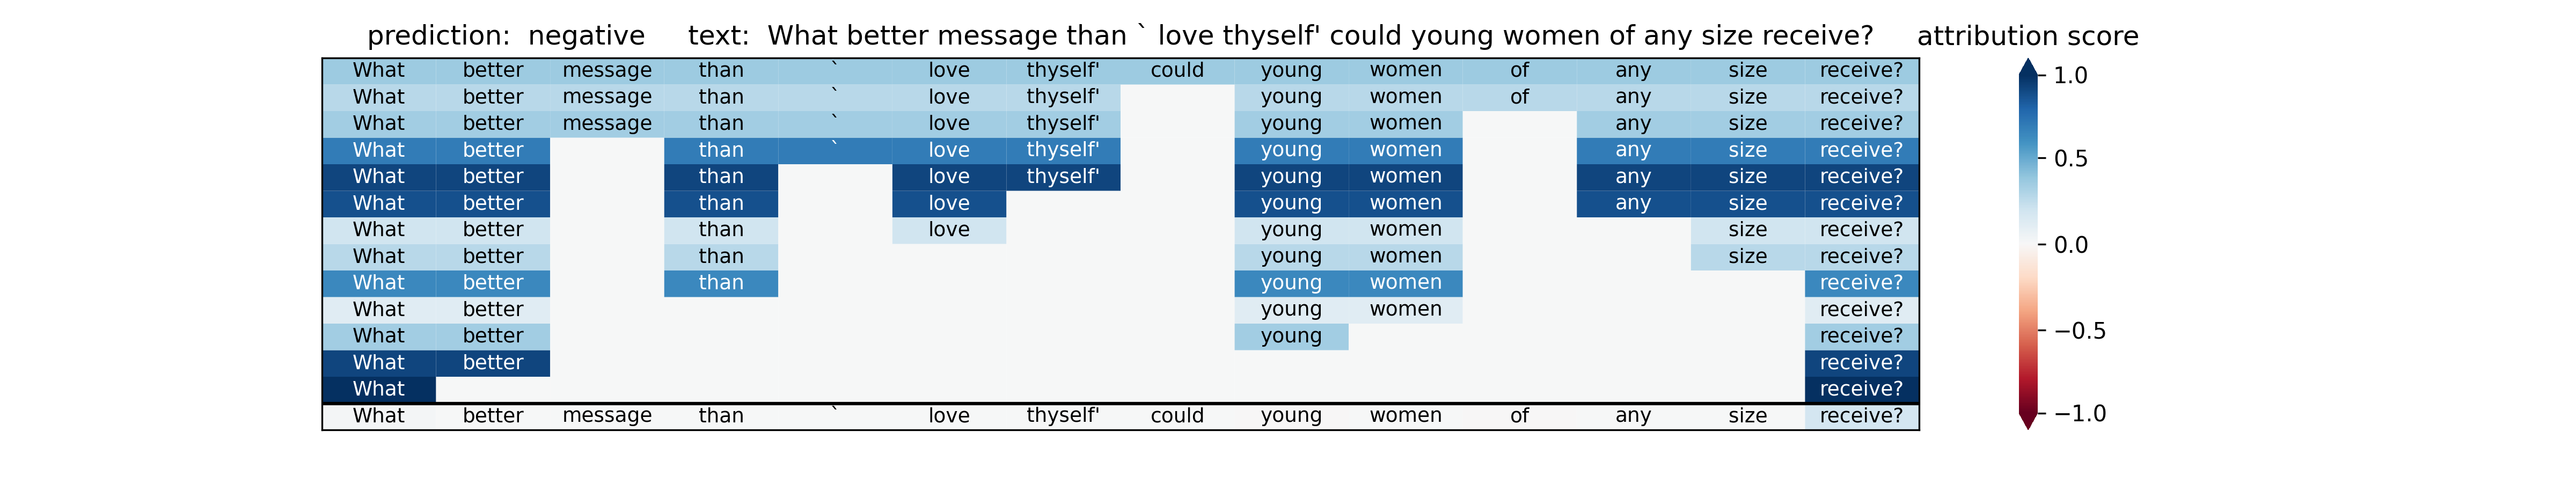 prediction: negative text: What better message than ` love thyself' could young women of any size receive? attribution score
What better message than ` love thyself' could young women of any size receive?
What better message than ` love thyself' young women of any size receive?
What better message than ` love thyself' young women any size receive?
What better than ` love thyself' young women any size receive?
What better than love thyself' young women any size receive?
What better than love young women any size receive?
What better than love young women size receive?
What better than young women size receive?
What better than young women receive?
What better young women receive?
What better young receive?
What better receive?
What receive?
What better message than ` love thyself' could young women of any size receive?
1.0
0.5
0.0
−0.5
−1.0